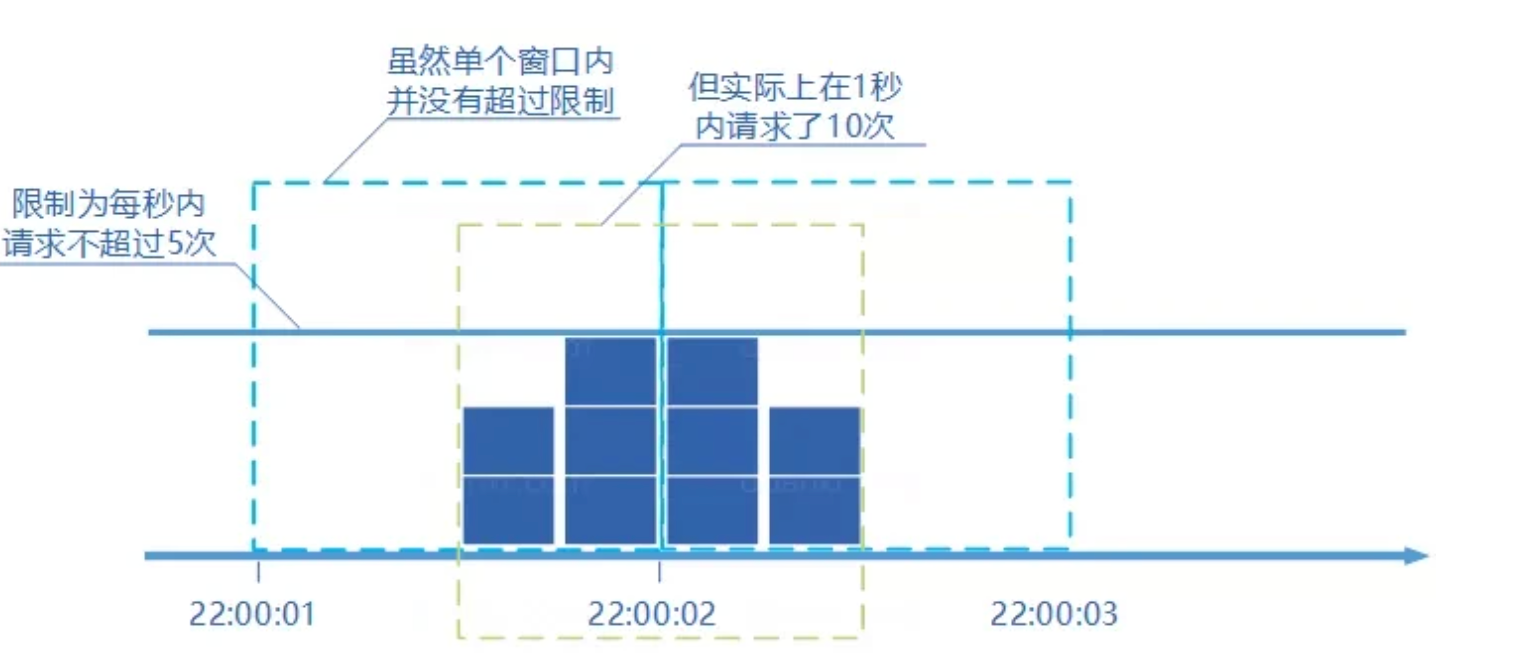 虽然单个窗口内
并没有超过限制
但实际上在1秒
内请求了10次
限制为每秒内
请求不超过5次
22:00:01
22:00:02
22:00:03